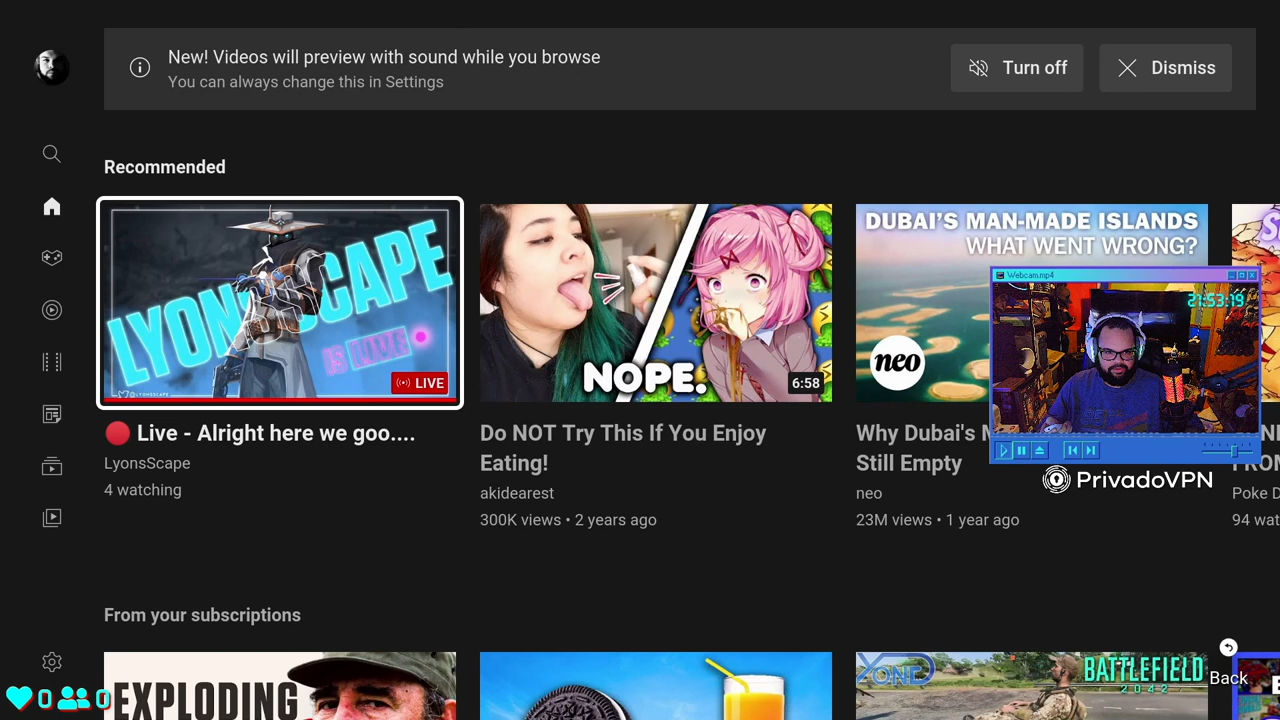 New! Videos will preview with sound while you browse
You can always change this in Settings
Turn off
Dismiss
Recommended
LYONSSCAPE
IS LIVE
@LYONSSCAPE
LIVE
NOPE.
6:58
DUBAI'S MAN-MADE ISLANDS
WHAT WENT WRONG?
neo
Webcam.mp4
21:53:19
Live - Alright here we goo....
LyonsScape
4 watching
Do NOT Try This If You Enjoy
Eating!
akidearest
300K views • 2 years ago
Why Dubai's
Still Empty
neo
23M views • 1 year ago
PrivadoVPN
Poke D
94 wat
From your subscriptions
EXPLODING
XONE
BATTLEFIELD
2042
Back
0
0